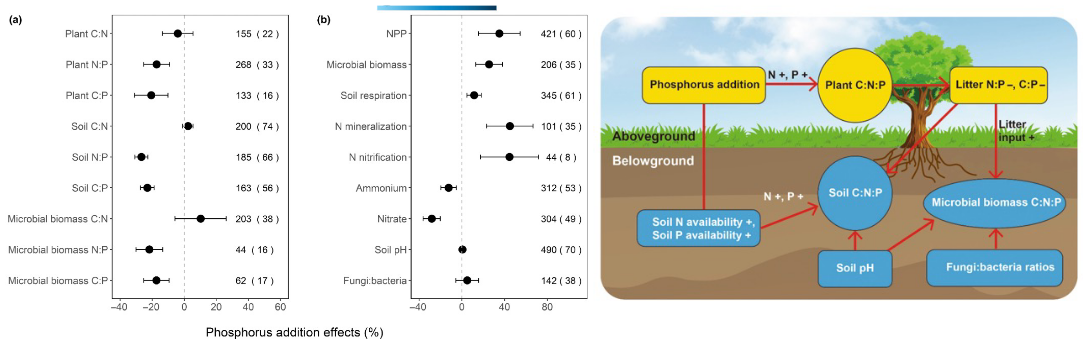 (a)
Plant C:N 155 ( 22 )
Plant N:P 268 ( 33 )
Plant C:P 133 ( 16 )
Soil C:N 200 ( 74 )
Soil N:P 185 ( 66 )
Soil C:P 163 ( 56 )
Microbial biomass C:N 203 ( 38 )
Microbial biomass N:P 44 ( 16 )
Microbial biomass C:P 62 ( 17 )
−40 −20 0 20 40 60
(b)
NPP 421 ( 60 )
Microbial biomass 206 ( 35 )
Soil respiration 345 ( 61 )
N mineralization 101 ( 35 )
N nitrification 44 ( 8 )
Ammonium 312 ( 53 )
Nitrate 304 ( 49 )
Soil pH 490 ( 70 )
Fungi:bacteria 142 ( 38 )
−40 0 40 80
Phosphorus addition effects (%)
Phosphorus addition
N +, P +
Plant C:N:P
Litter N:P –, C:P –
Litter
input +
Aboveground
Belowground
N +, P +
Soil C:N:P
Microbial biomass C:N:P
Soil N availability +,
Soil P availability +
Soil pH
Fungi:bacteria ratios